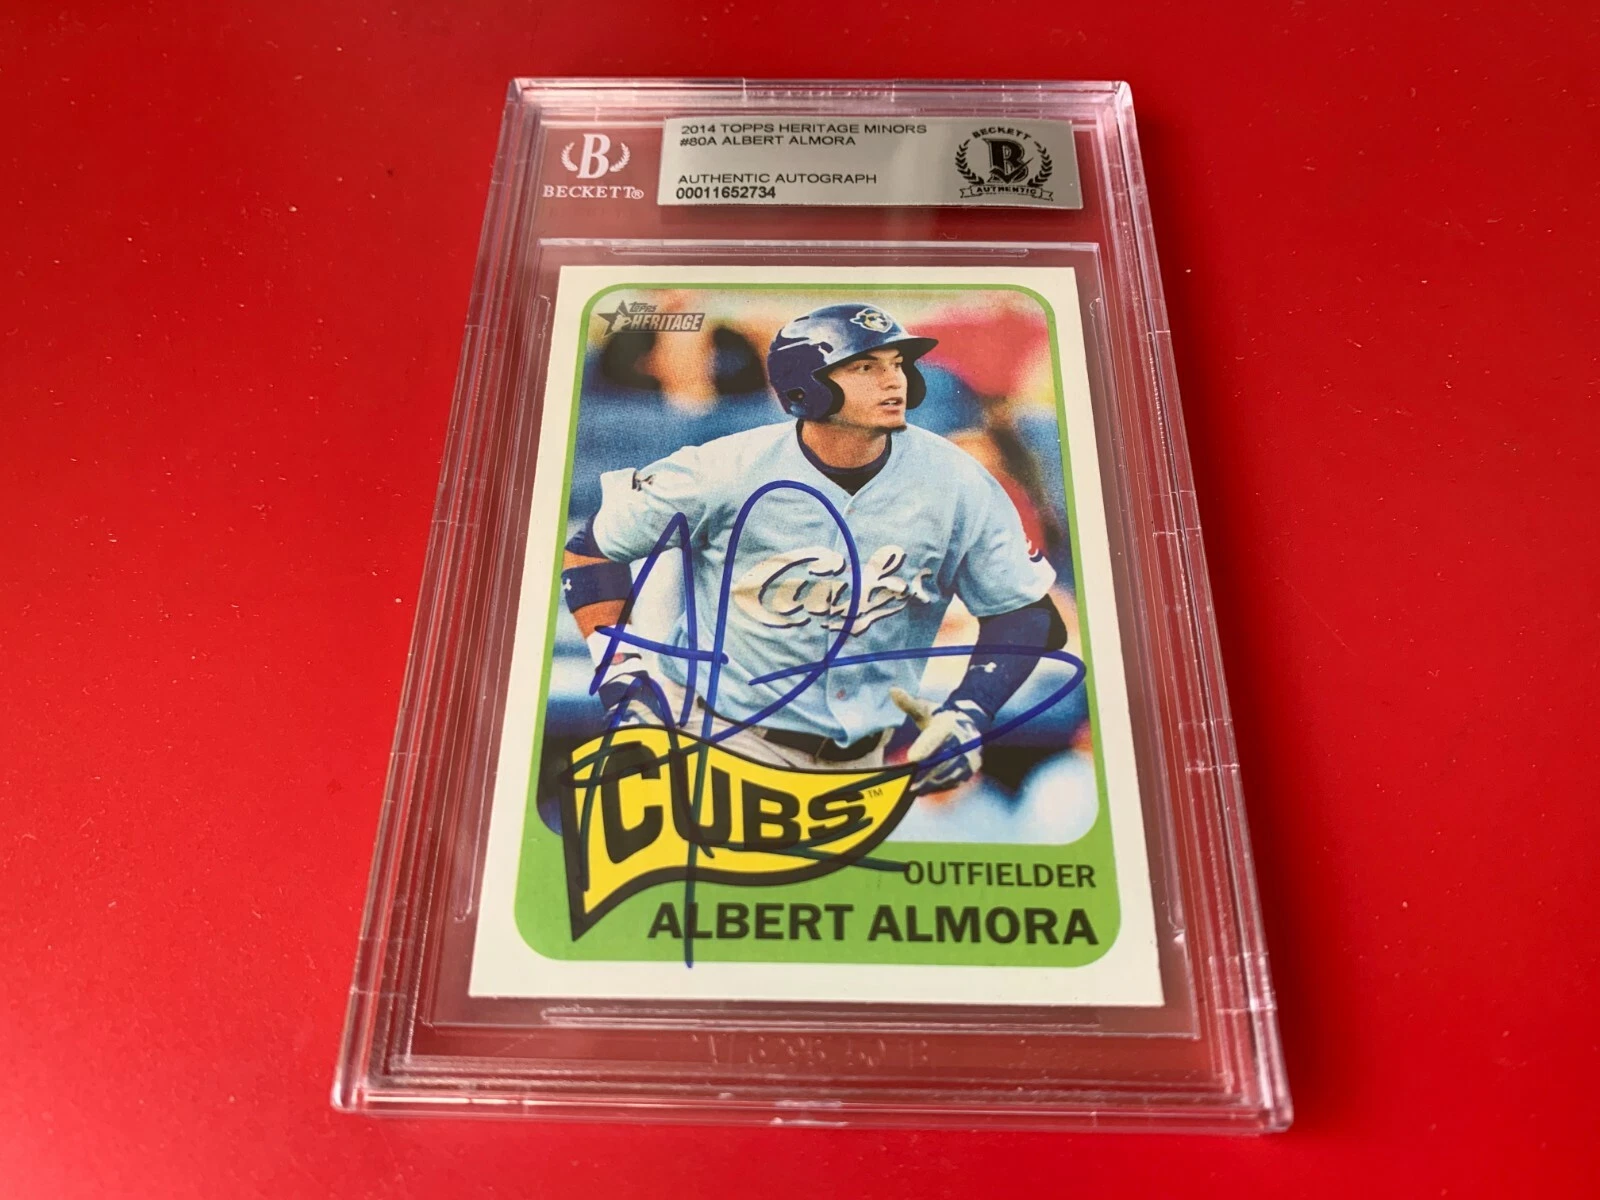 2014 TOPPS HERITAGE MINORS
#80A ALBERT ALMORA
AUTHENTIC AUTOGRAPH
00011652734
B
BECKETT®
BECKETT
B
AUTHENTIC
TOPPS
HERITAGE
Cubs
CUBS™
OUTFIELDER
ALBERT ALMORA